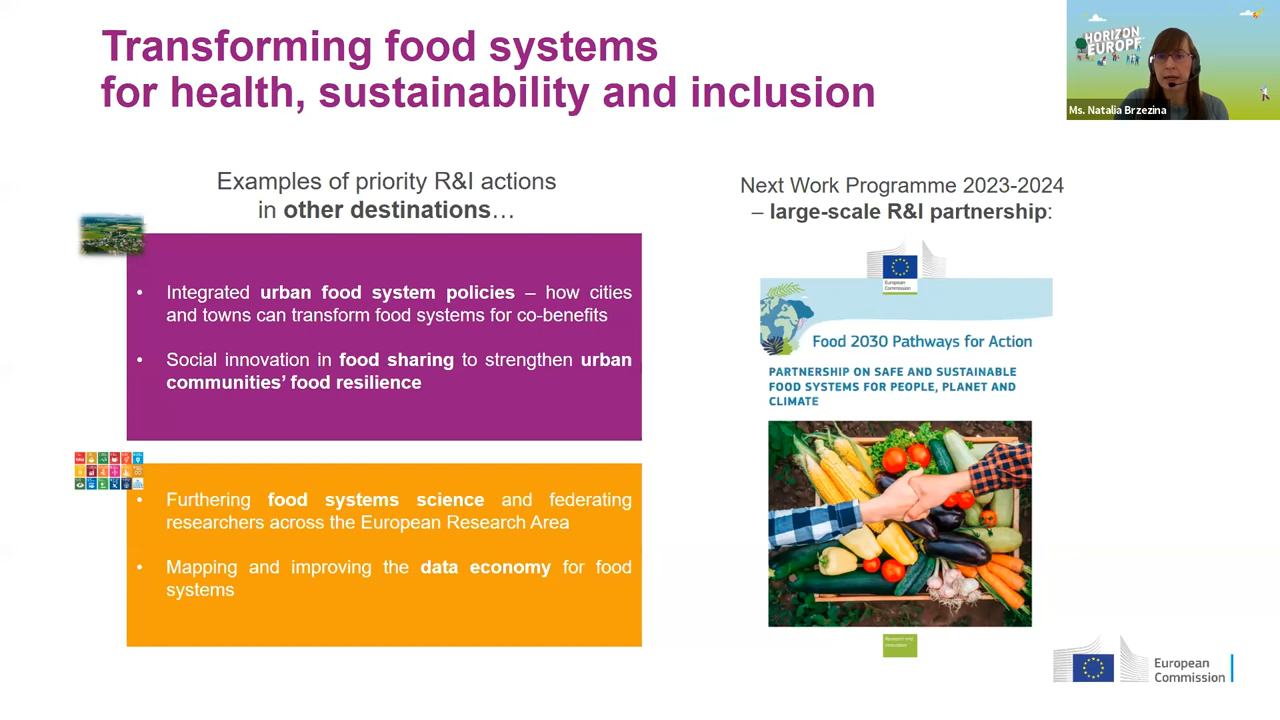 Transforming food systems
for health, sustainability and inclusion
HORIZON
EUROPE
Ms. Natalia Brzezina
Examples of priority R&I actions
in other destinations…
• Integrated urban food system policies – how cities
and towns can transform food systems for co-benefits
• Social innovation in food sharing to strengthen urban
communities' food resilience
• Furthering food systems science and federating
researchers across the European Research Area
• Mapping and improving the data economy for food
systems
Next Work Programme 2023-2024
– large-scale R&I partnership:
European
Commission
Food 2030 Pathways for Action
PARTNERSHIP ON SAFE AND SUSTAINABLE
FOOD SYSTEMS FOR PEOPLE, PLANET AND
CLIMATE
Research and
Innovation
European
Commission